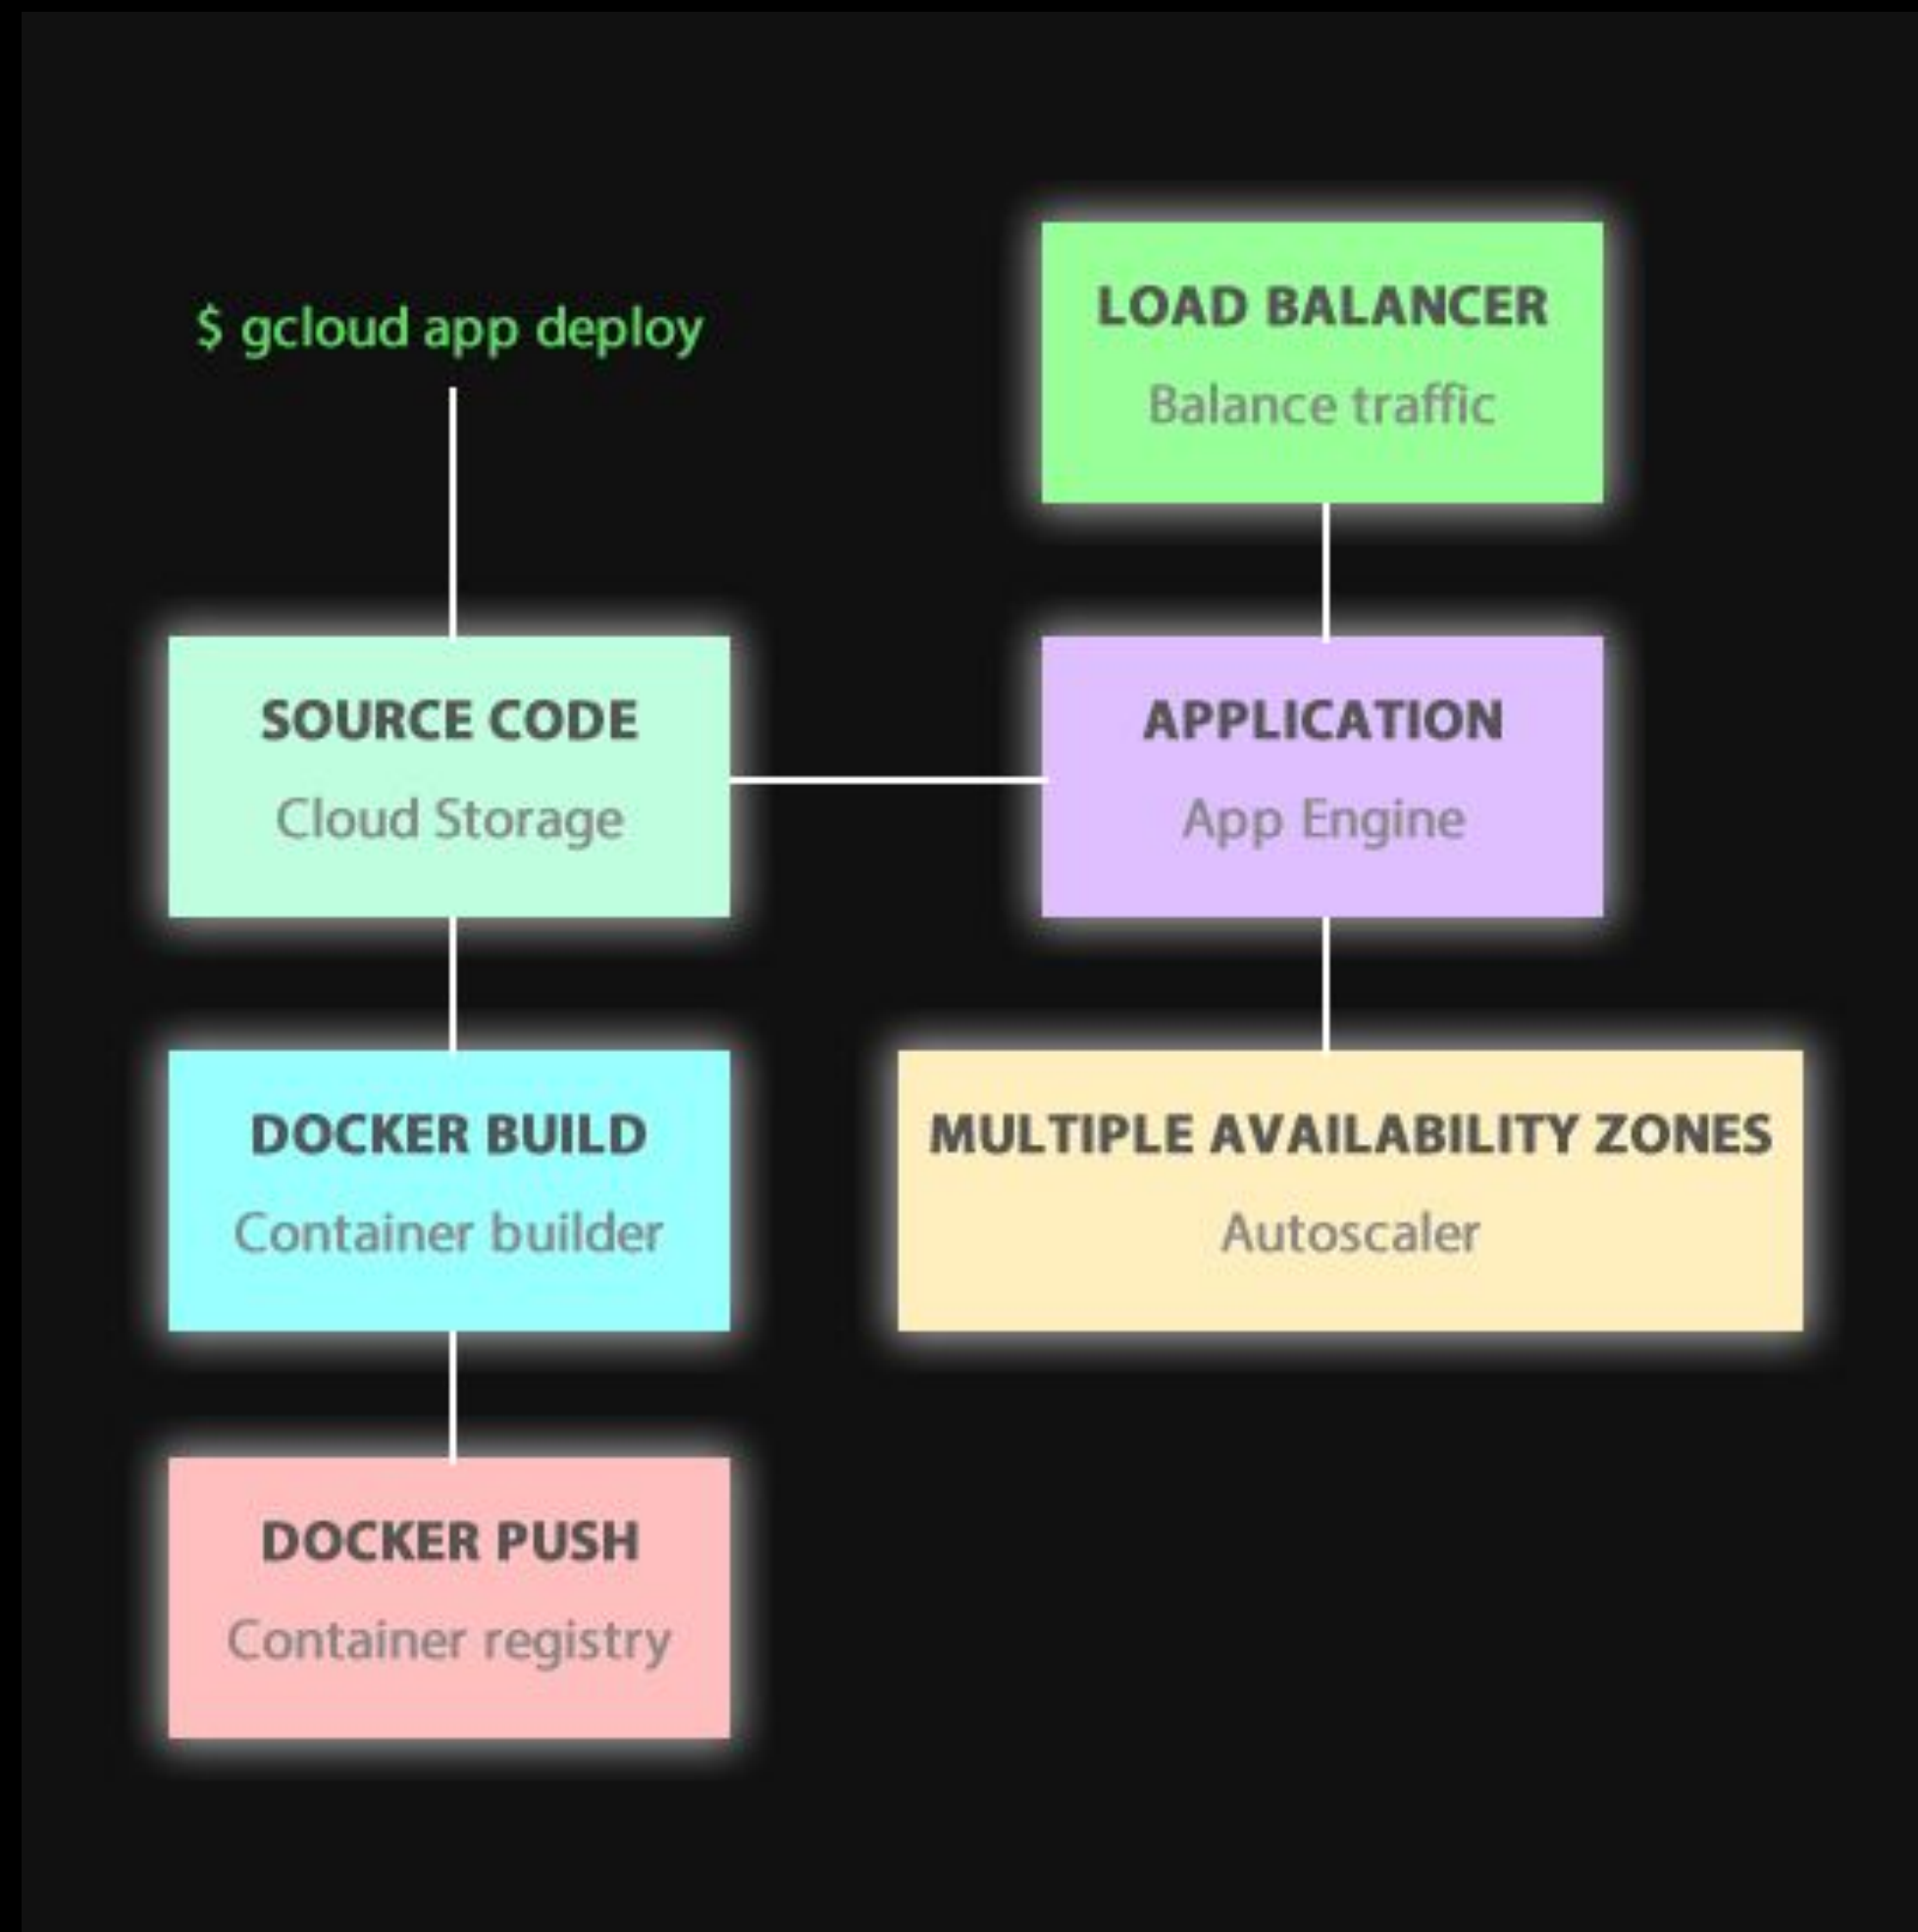 $ gcloud app deploy
SOURCE CODE
Cloud Storage
DOCKER BUILD
Container builder
DOCKER PUSH
Container registry
LOAD BALANCER
Balance traffic
APPLICATION
App Engine
MULTIPLE AVAILABILITY ZONES
Autoscaler